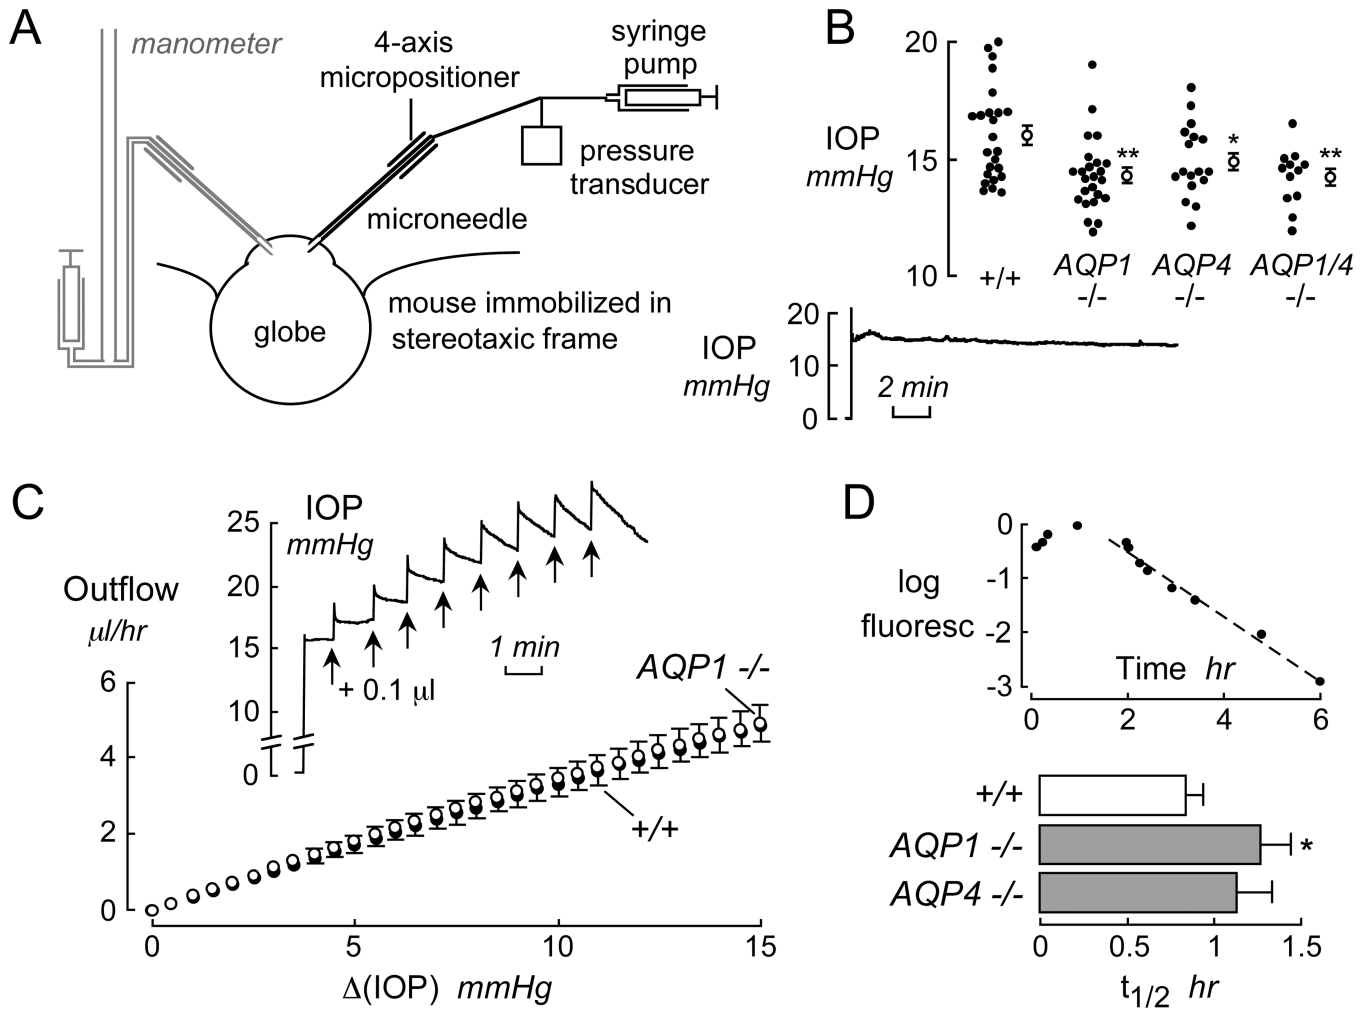 A
manometer
4-axis
micropositioner
syringe
pump
pressure
transducer
microneedle
globe
mouse immobilized in
stereotaxic frame
B
20
15
10
IOP
mmHg
**
*
**
+/+
AQP1
-/-
AQP4
-/-
AQP1/4
-/-
20
10
0
IOP
mmHg
2 min
C
IOP
mmHg
25
20
15
10
0
1 min
+ 0.1 µl
Outflow
µl/hr
6
4
2
0
AQP1 -/-
+/+
0 5 10 15
Δ(IOP) mmHg
D
0
-1
-2
-3
log
fluoresc
Time hr
0 2 4 6
+/+
AQP1 -/-
*
AQP4 -/-
0 0.5 1 1.5
t1/2 hr